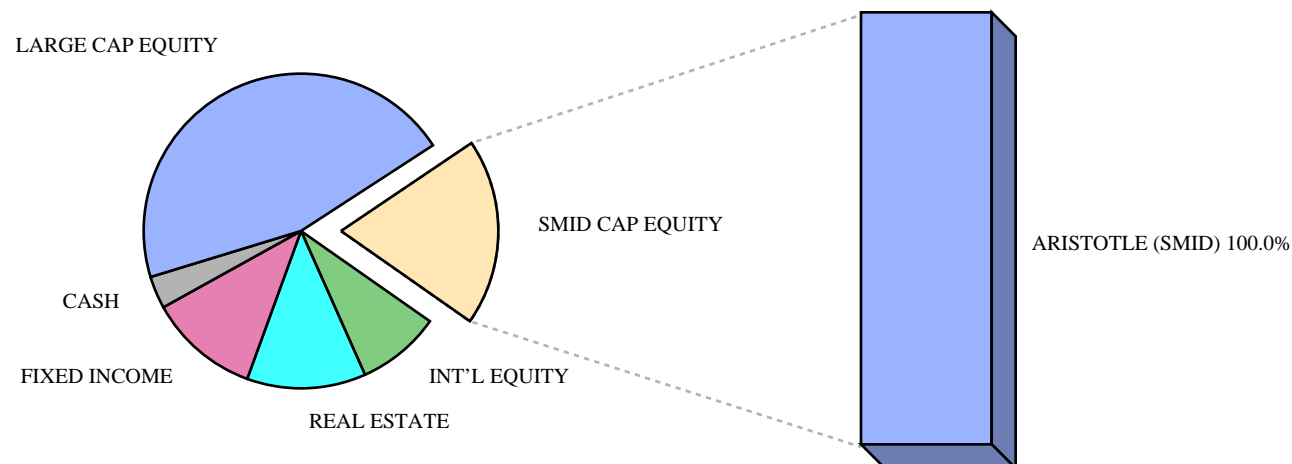 LARGE CAP EQUITY
SMID CAP EQUITY
ARISTOTLE (SMID) 100.0%
CASH
FIXED INCOME
INT'L EQUITY
REAL ESTATE